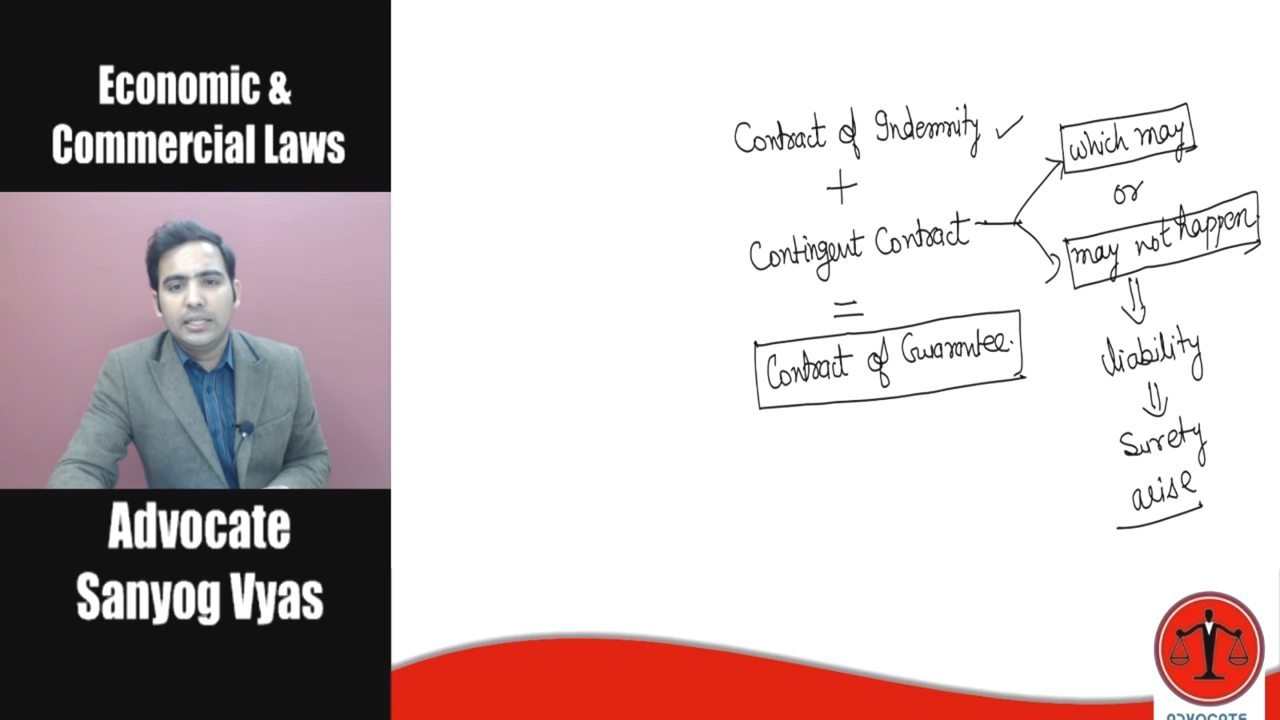 Economic &
Commercial Laws
Advocate
Sanyog Vyas
Contract of Indemnity ✓
+
Contingent Contract
=
Contract of Guarantee.
which may
or
may not happen
liability
Surety
arise
ADVOCATE